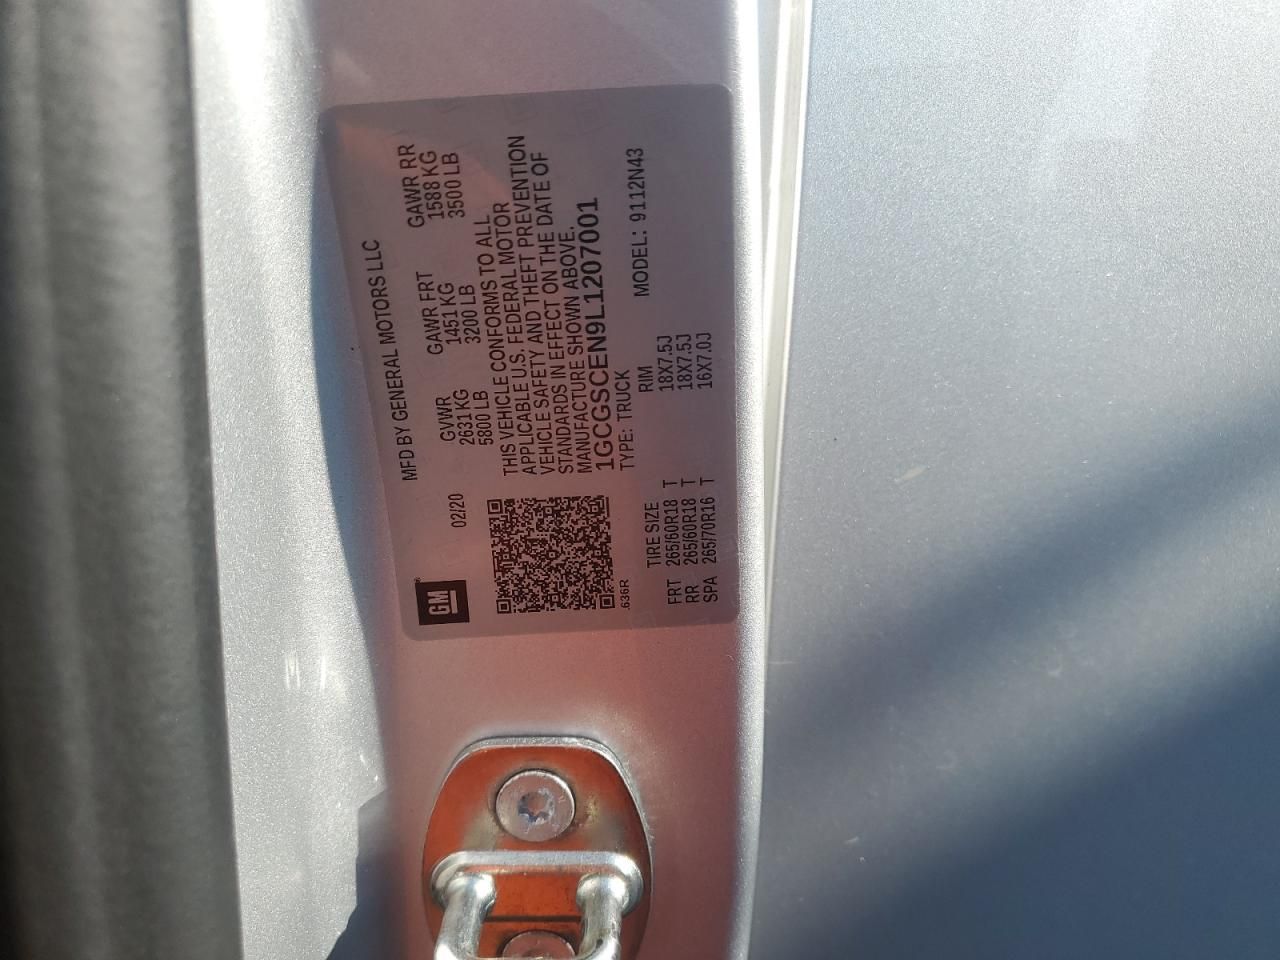 MFD BY GENERAL MOTORS LLC
02/20 GVWR GAWR FRT GAWR RR
2631 KG 1451 KG 1588 KG
5800 LB 3200 LB 3500 LB
THIS VEHICLE CONFORMS TO ALL
APPLICABLE U.S. FEDERAL MOTOR
VEHICLE SAFETY AND THEFT PREVENTION
STANDARDS IN EFFECT ON THE DATE OF
MANUFACTURE SHOWN ABOVE.
1GCGSCEN9L1207001
TYPE: TRUCK MODEL: 9112N43
GM®
.636R
TIRE SIZE RIM
FRT 265/60R18 T 18X7.5J
RR 265/60R18 T 18X7.5J
SPA 265/70R16 T 16X7.0J